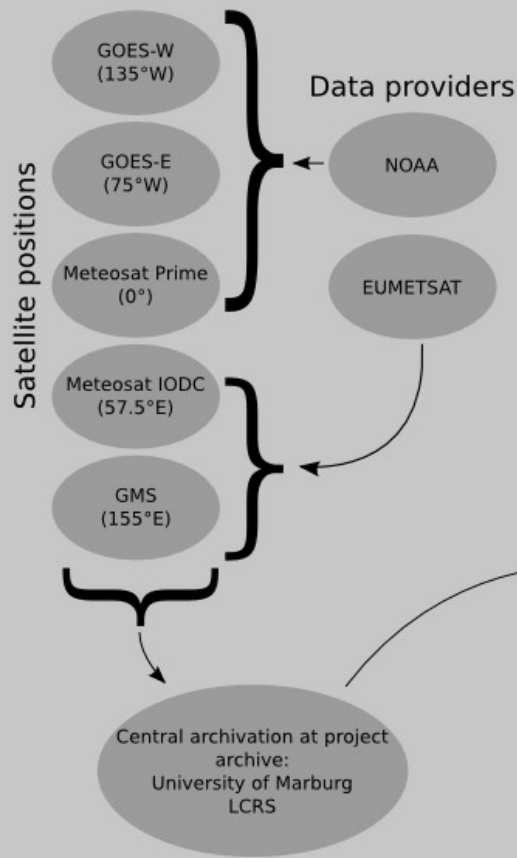 GOES-W
(135°W)
Data providers
GOES-E
(75°W)
NOAA
Meteosat Prime
(0°)
EUMETSAT
Satellite positions
Meteosat IODC
(57.5°E)
GMS
(155°E)
Central archivation at project
archive:
University of Marburg
LCRS